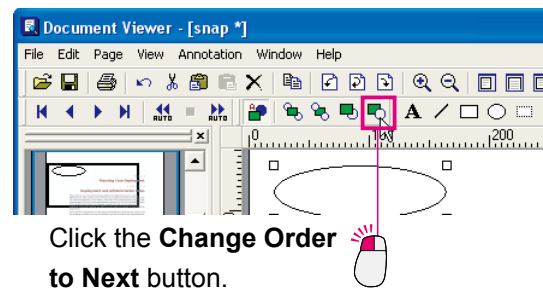 Document Viewer - [snap *]
File Edit Page View Annotation Window Help
AUTO AUTO A
0 100 200
Click the Change Order
to Next button.